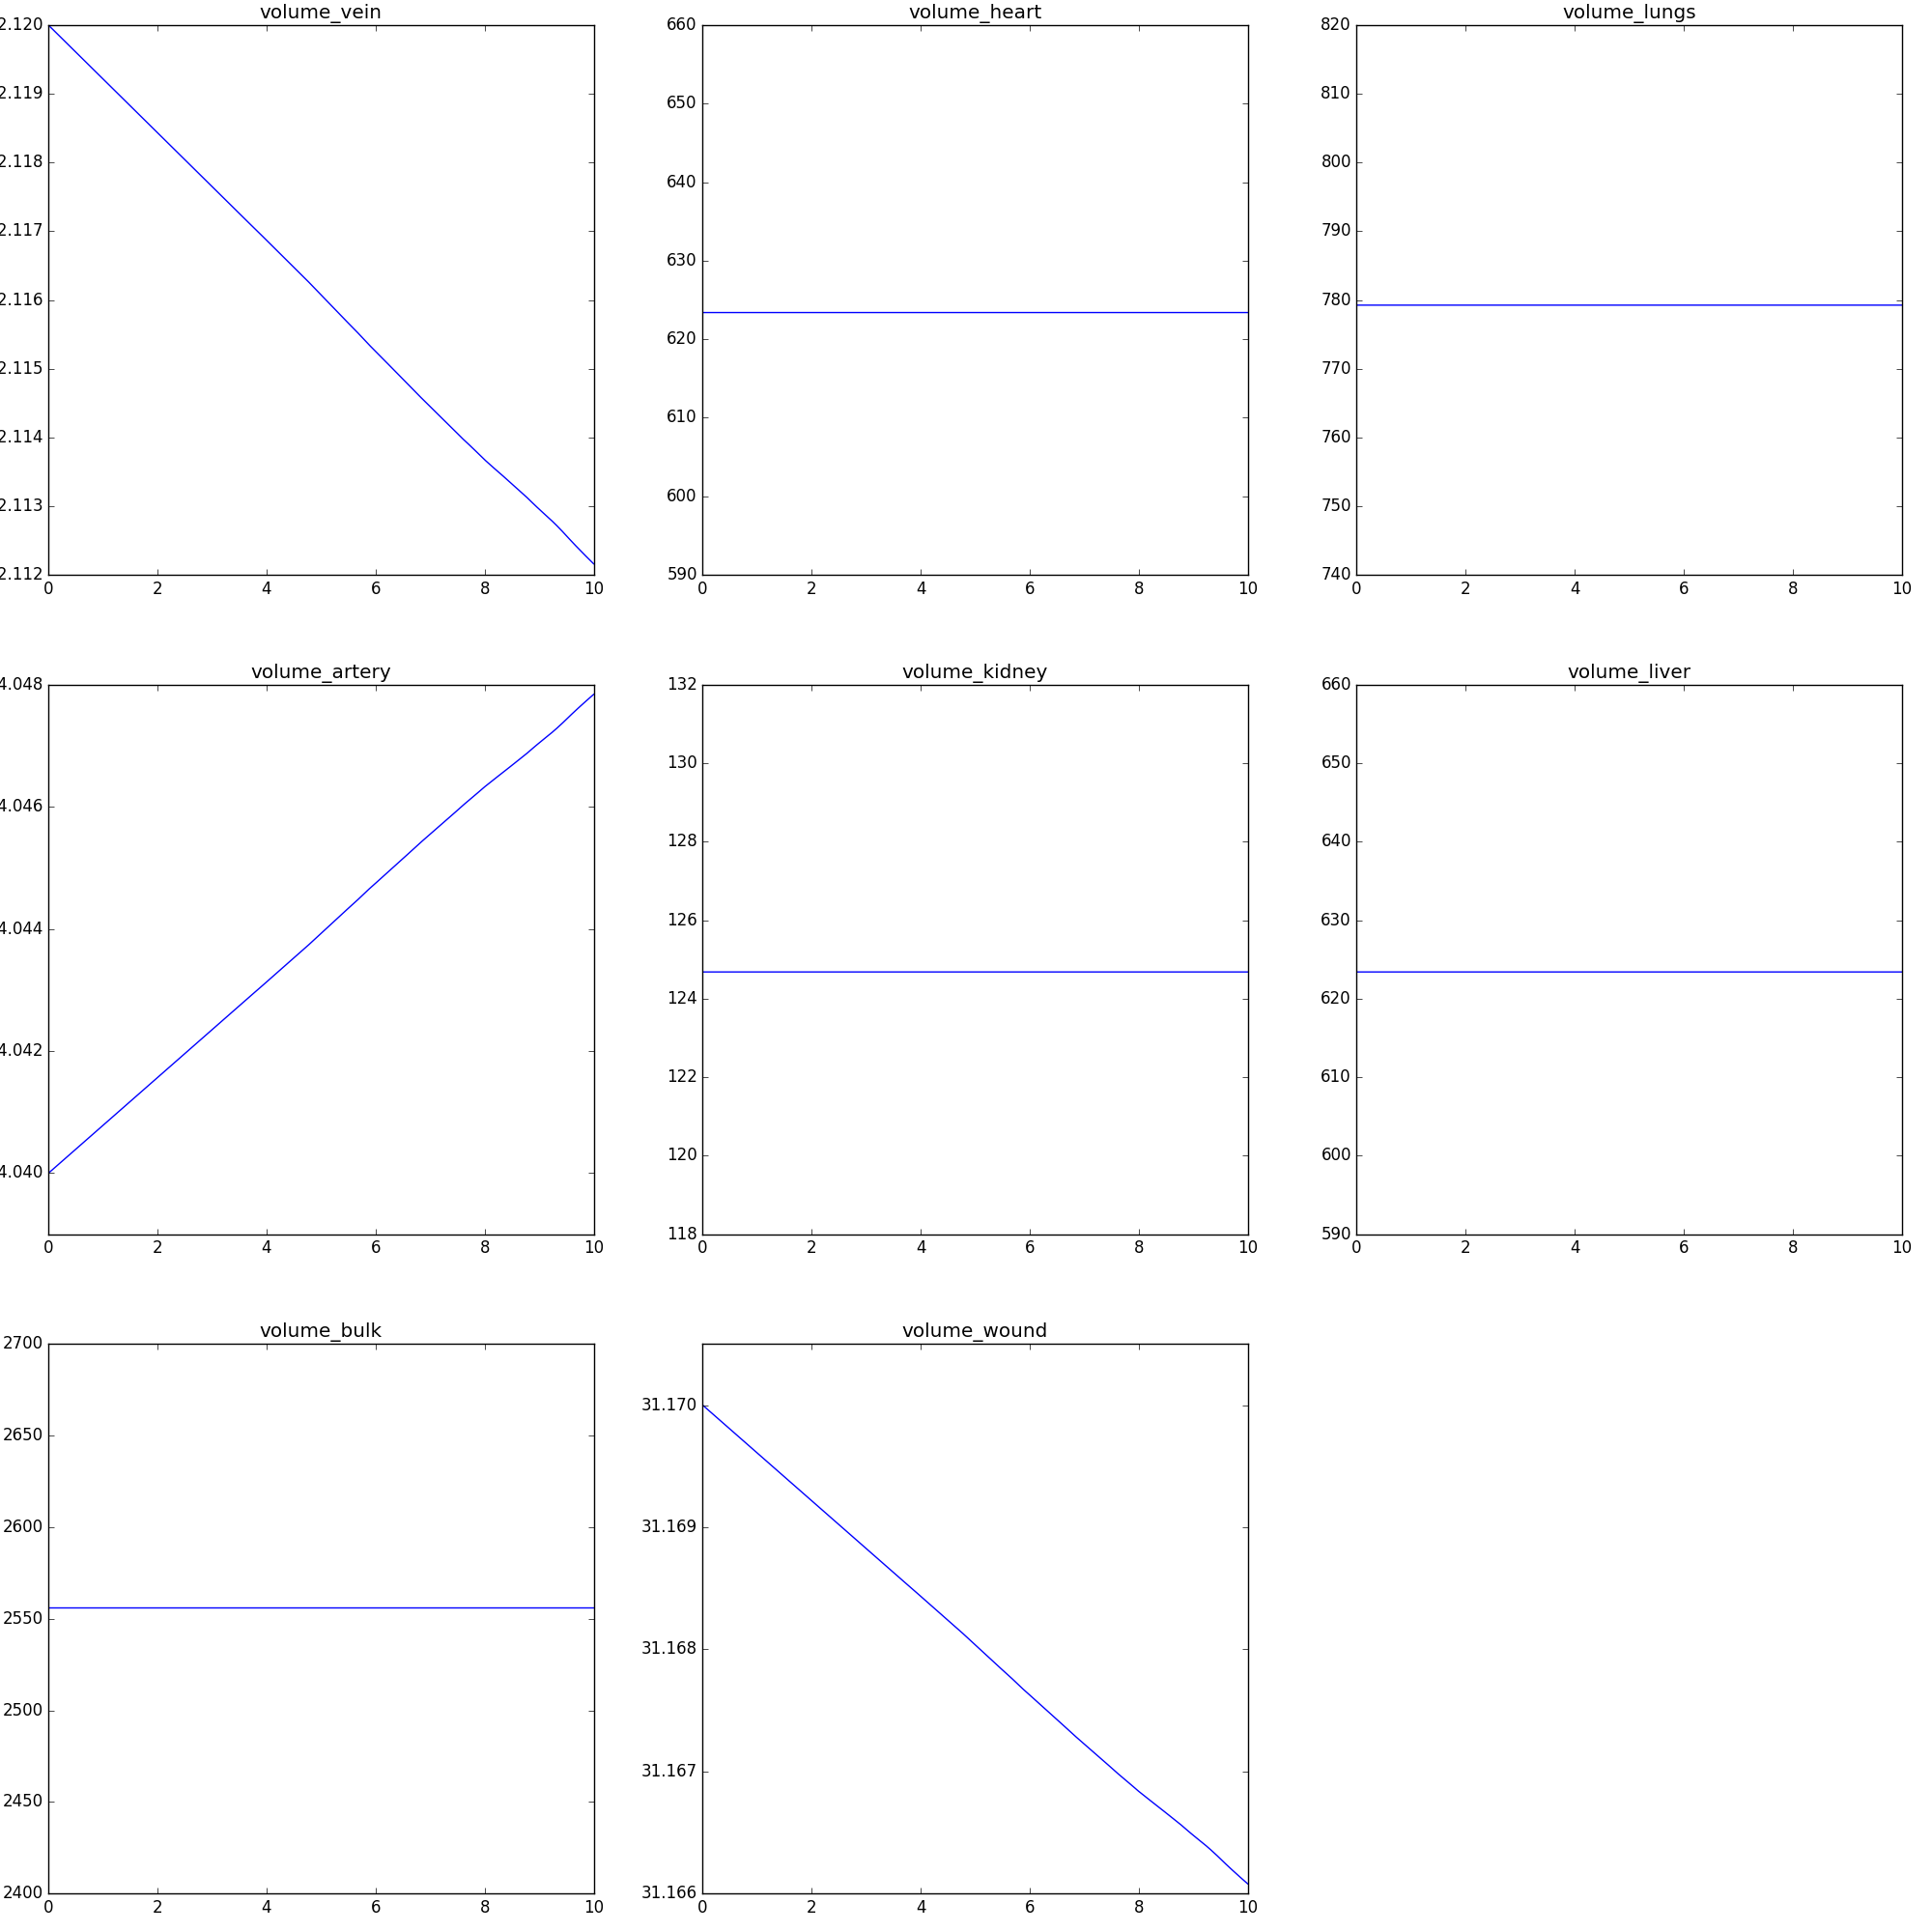 volume_vein volume_heart volume_lungs
2.120 660 820
2.119 650 810
2.118 640 800
2.117 630 790
2.116 620 780
2.115 610 770
2.114 600 760
2.113 590 750
2.112 740
0 2 4 6 8 10 0 2 4 6 8 10 0 2 4 6 8 10
volume_artery volume_kidney volume_liver
4.048 132 660
4.046 130 650
4.044 128 640
4.042 126 630
4.040 124 620
122 610
120 600
118 590
0 2 4 6 8 10 0 2 4 6 8 10 0 2 4 6 8 10
volume_bulk volume_wound
2700 31.170
2650 31.169
2600 31.168
2550 31.167
2500 31.166
2450
2400
0 2 4 6 8 10 0 2 4 6 8 10